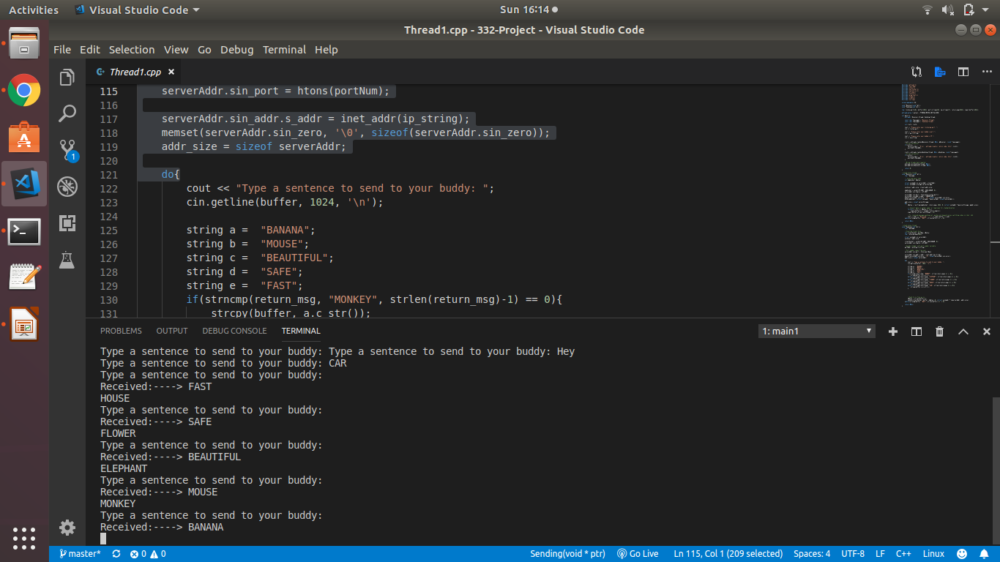 Activities Visual Studio Code Sun 16:14
Thread1.cpp - 332-Project - Visual Studio Code
File Edit Selection View Go Debug Terminal Help
Thread1.cpp
115 serverAddr.sin_port = htons(portNum);
116
117 serverAddr.sin_addr.s_addr = inet_addr(ip_string);
118 memset(serverAddr.sin_zero, '\0', sizeof(serverAddr.sin_zero));
119 addr_size = sizeof serverAddr;
120
121 do{
122 cout << "Type a sentence to send to your buddy: ";
123 cin.getline(buffer, 1024, '\n');
124
125 string a =  "BANANA";
126 string b =  "MOUSE";
127 string c =  "BEAUTIFUL";
128 string d =  "SAFE";
129 string e =  "FAST";
130 if(strncmp(return_msg, "MONKEY", strlen(return_msg)-1) == 0){
131 strcpy(buffer, a.c_str());
1
PROBLEMS OUTPUT DEBUG CONSOLE TERMINAL 1: main1
Type a sentence to send to your buddy: Type a sentence to send to your buddy: Hey
Type a sentence to send to your buddy: CAR
Type a sentence to send to your buddy:
Received:----> FAST
HOUSE
Type a sentence to send to your buddy:
Received:----> SAFE
FLOWER
Type a sentence to send to your buddy:
Received:----> BEAUTIFUL
ELEPHANT
Type a sentence to send to your buddy:
Received:----> MOUSE
MONKEY
Type a sentence to send to your buddy:
Received:----> BANANA
master* 0 0 Sending(void * ptr) Go Live Ln 115, Col 1 (209 selected) Spaces: 4 UTF-8 LF C++ Linux